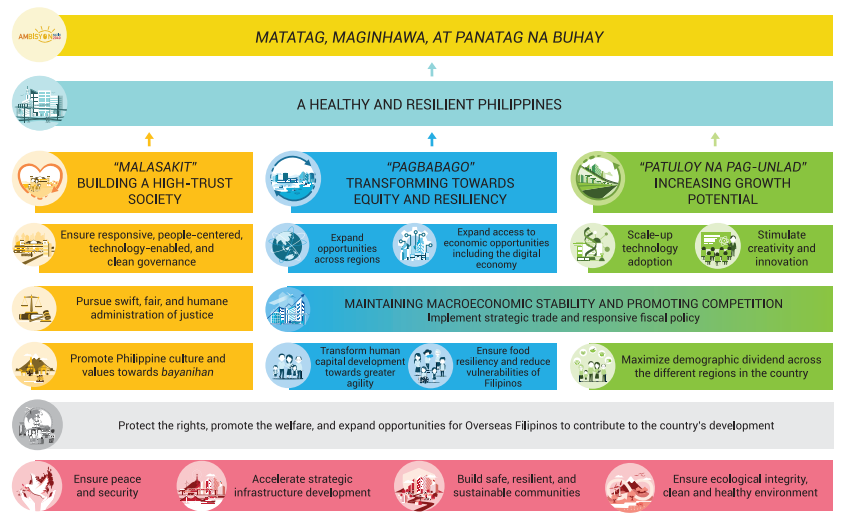 AMBISYON
MATATAG, MAGINHAWA, AT PANATAG NA BUHAY
A HEALTHY AND RESILIENT PHILIPPINES
“MALASAKIT”
BUILDING A HIGH-TRUST
SOCIETY
“PAGBABAGO”
TRANSFORMING TOWARDS
EQUITY AND RESILIENCY
“PATULOY NA PAG-UNLAD”
INCREASING GROWTH
POTENTIAL
Ensure responsive, people-centered,
technology-enabled, and
clean governance
Expand
opportunities
across regions
Expand access to
economic opportunities
including the digital
economy
Scale-up
technology
adoption
Stimulate
creativity and
innovation
Pursue swift, fair, and humane
administration of justice
MAINTAINING MACROECONOMIC STABILITY AND PROMOTING COMPETITION
Implement strategic trade and responsive fiscal policy
Promote Philippine culture and
values towards bayanihan
Transform human
capital development
towards greater
agility
Ensure food
resiliency and reduce
vulnerabilities of
Filipinos
Maximize demographic dividend across
the different regions in the country
Protect the rights, promote the welfare, and expand opportunities for Overseas Filipinos to contribute to the country's development
Ensure peace
and security
Accelerate strategic
infrastructure development
Build safe, resilient, and
sustainable communities
Ensure ecological integrity,
clean and healthy environment